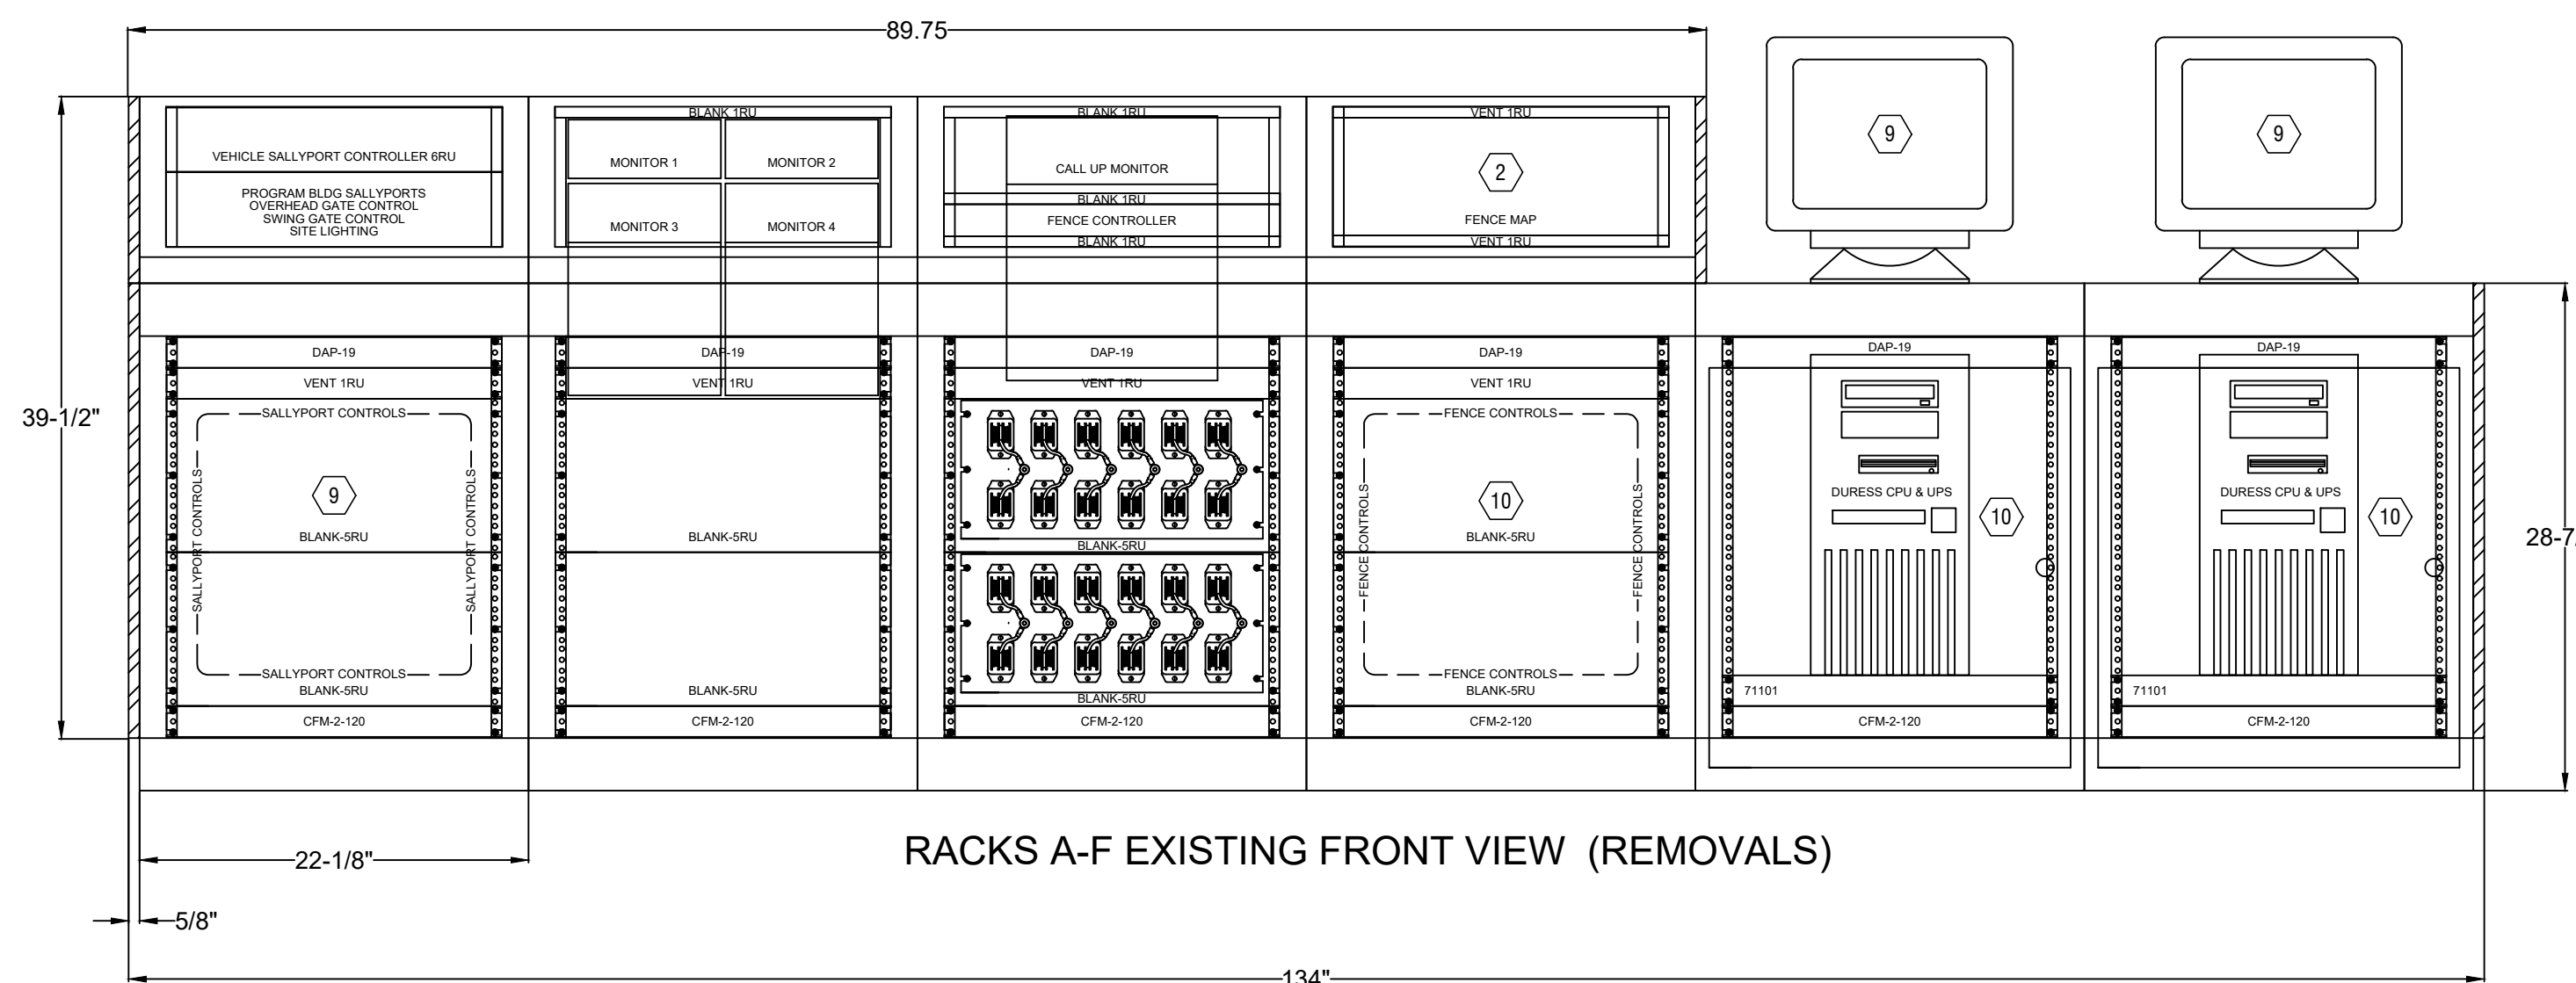 89.75
9
9
VEHICLE SALLYPORT CONTROLLER 6RU
PROGRAM BLDG SALLYPORTS
OVERHEAD GATE CONTROL
SWING GATE CONTROL
SITE LIGHTING
BLANK 1RU
MONITOR 1
MONITOR 2
MONITOR 3
MONITOR 4
BLANK 1RU
CALL UP MONITOR
BLANK 1RU
FENCE CONTROLLER
BLANK 1RU
VENT 1RU
2
FENCE MAP
VENT 1RU
39-1/2"
DAP-19
VENT 1RU
SALLYPORT CONTROLS
SALLYPORT CONTROLS
SALLYPORT CONTROLS
9
BLANK-5RU
SALLYPORT CONTROLS
BLANK-5RU
CFM-2-120
DAP-19
VENT 1RU
BLANK-5RU
BLANK-5RU
CFM-2-120
DAP-19
VENT 1RU
BLANK-5RU
BLANK-5RU
CFM-2-120
DAP-19
VENT 1RU
FENCE CONTROLS
FENCE CONTROLS
FENCE CONTROLS
10
BLANK-5RU
FENCE CONTROLS
BLANK-5RU
CFM-2-120
DAP-19
DURESS CPU & UPS
10
71101
CFM-2-120
DAP-19
DURESS CPU & UPS
10
71101
CFM-2-120
RACKS A-F EXISTING FRONT VIEW (REMOVALS)
22-1/8"
5/8"
134"